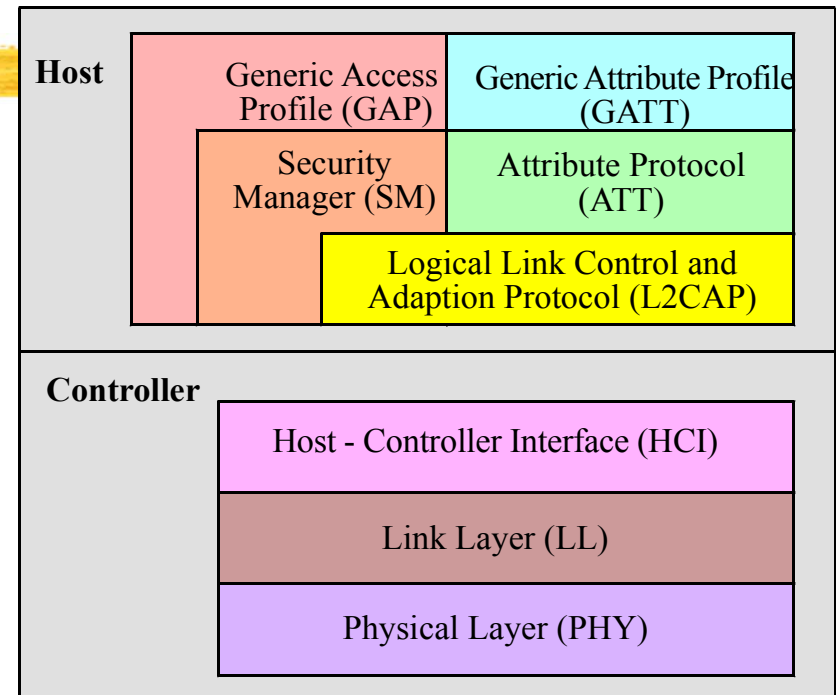 Host
Generic Access
Profile (GAP)
Generic Attribute Profile
(GATT)
Security
Manager (SM)
Attribute Protocol
(ATT)
Logical Link Control and
Adaption Protocol (L2CAP)
Controller
Host - Controller Interface (HCI)
Link Layer (LL)
Physical Layer (PHY)